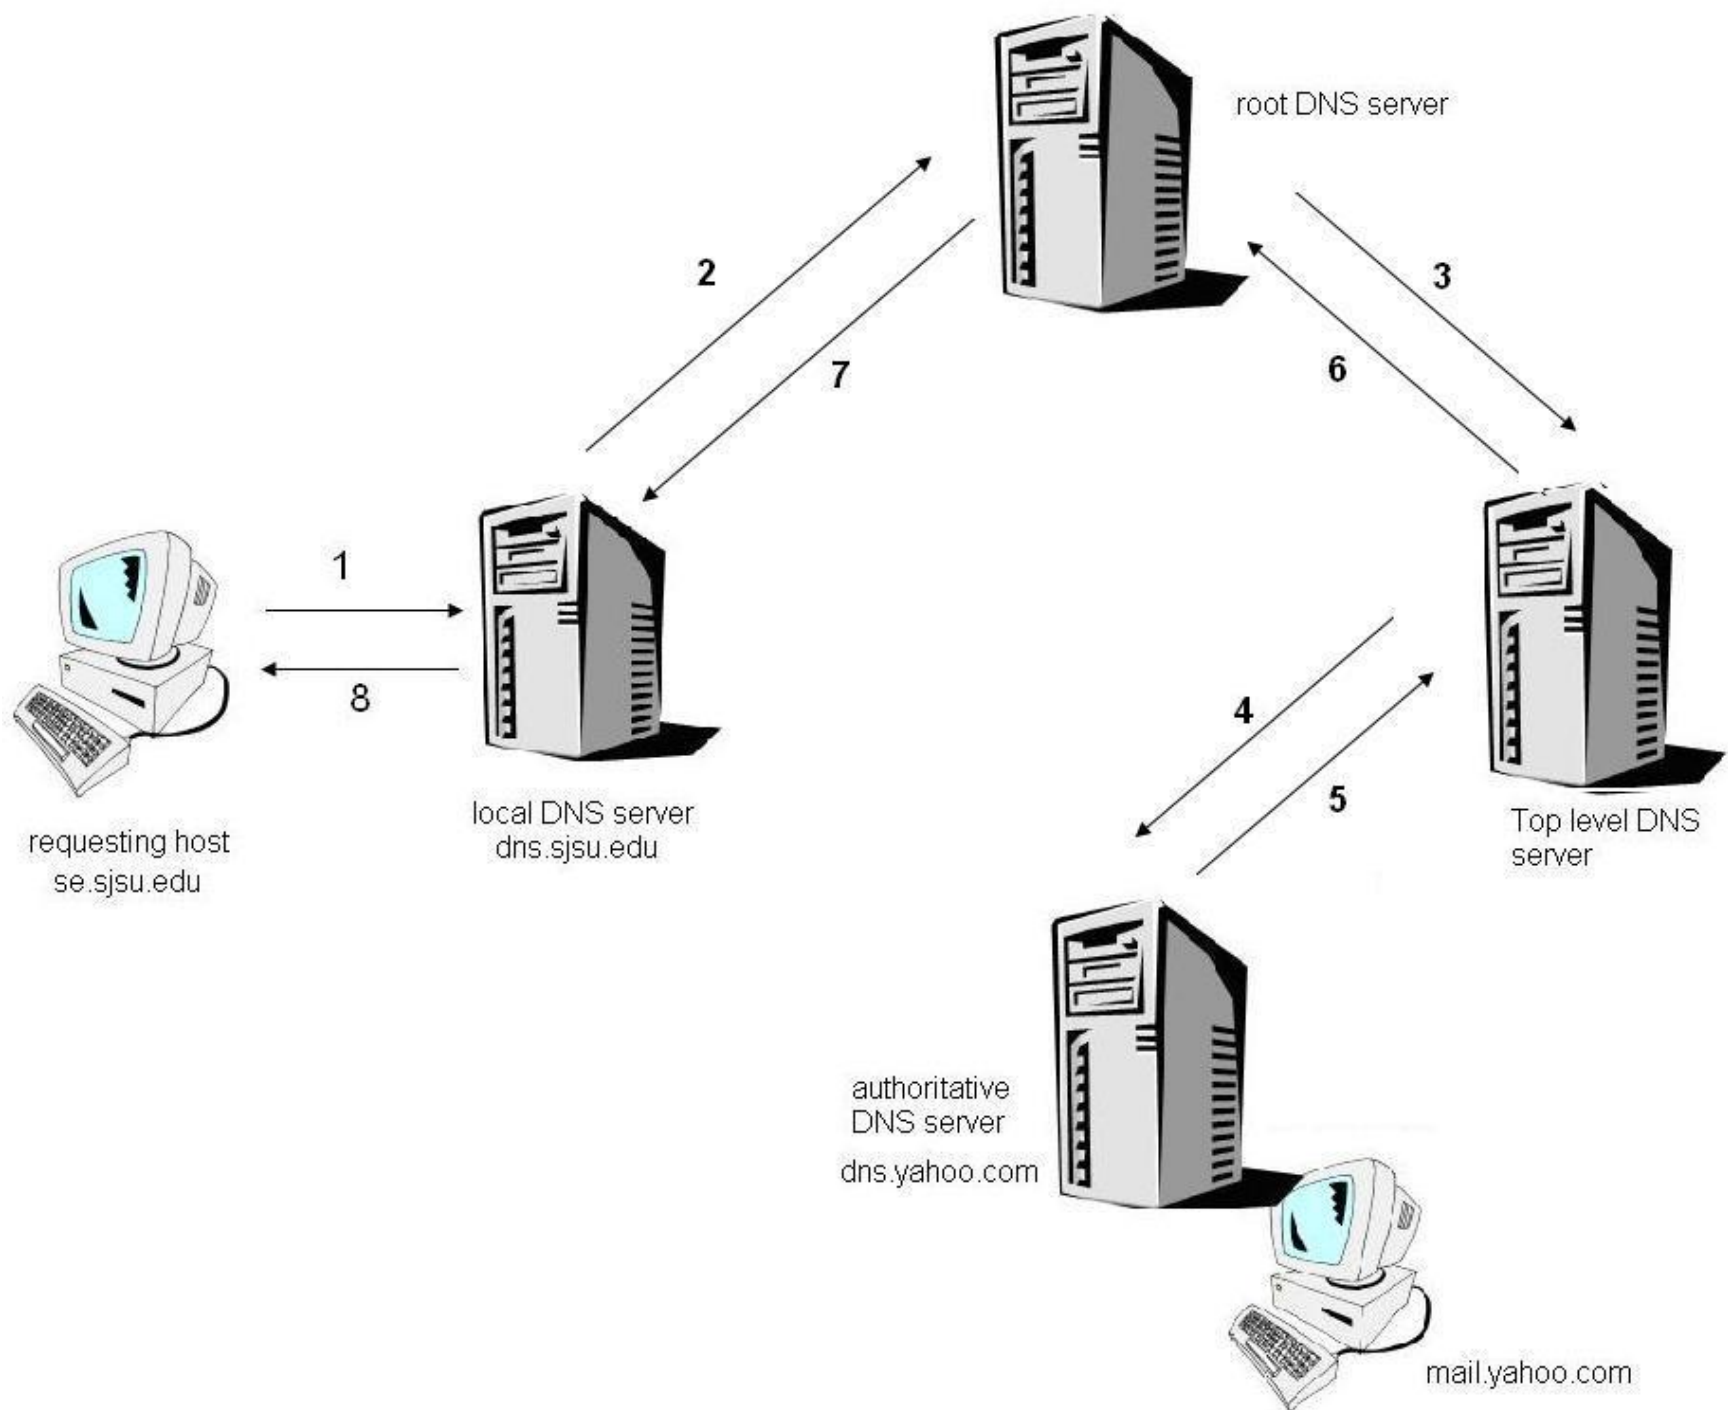 root DNS server
2
3
7
6
1
8
4
5
local DNS server
dns.sjsu.edu
requesting host
se.sjsu.edu
Top level DNS
server
authoritative
DNS server
dns.yahoo.com
mail.yahoo.com